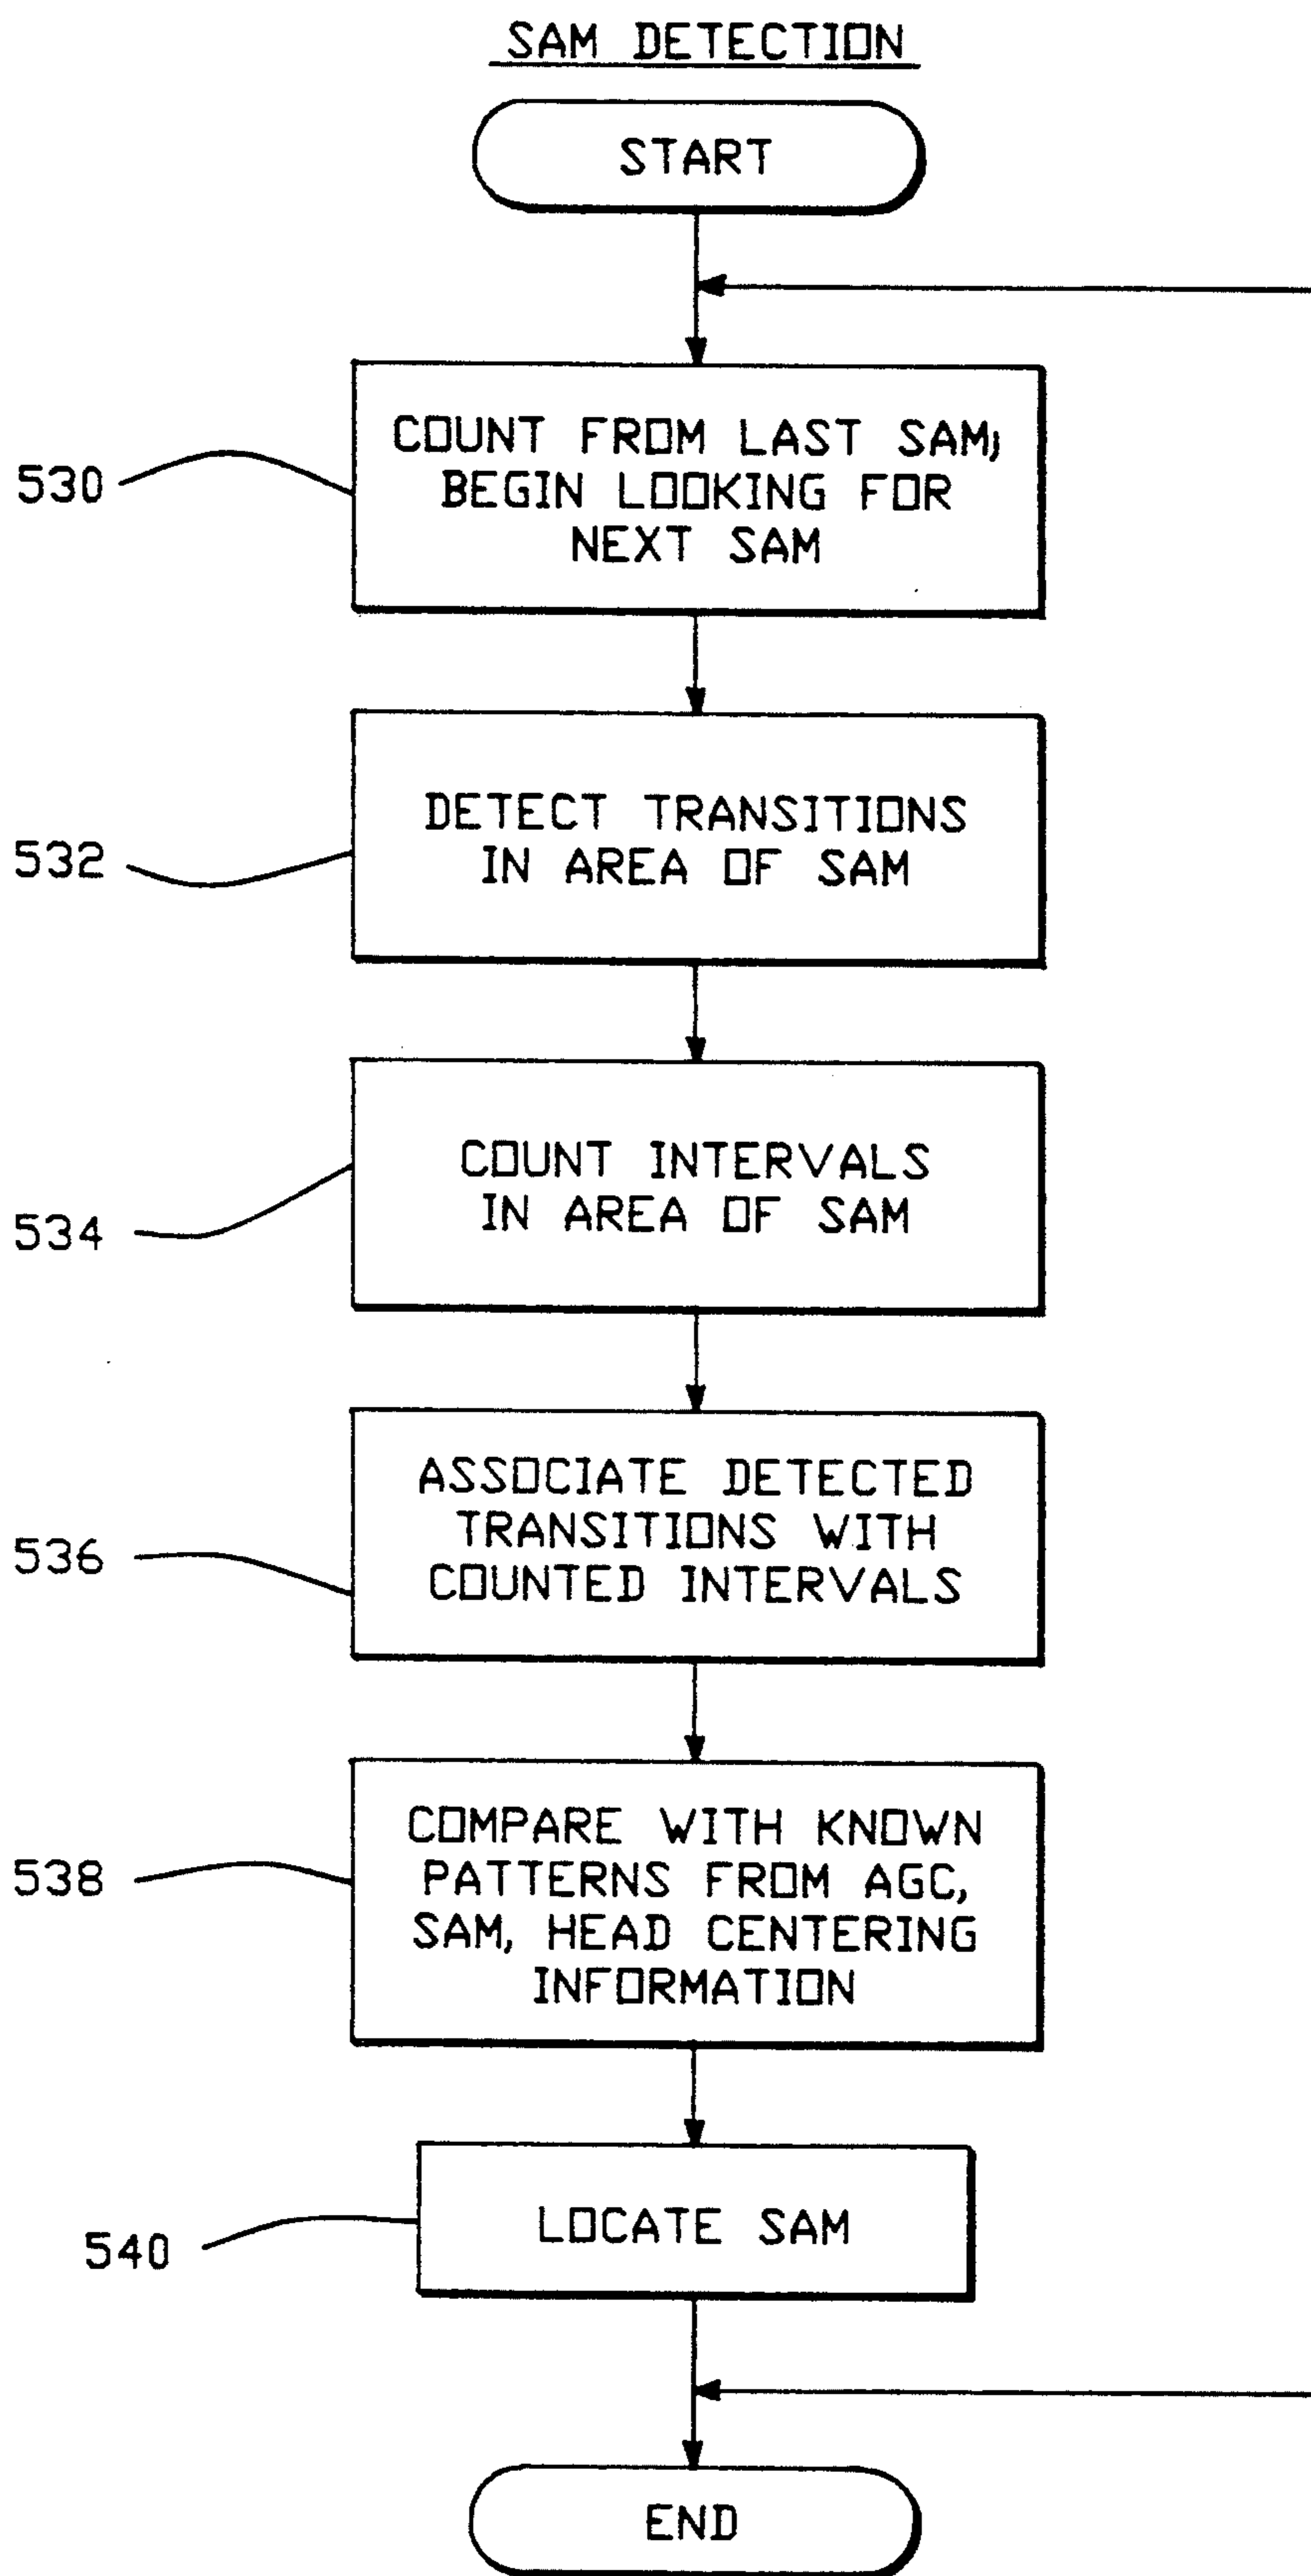 SAM DETECTION
START
530
COUNT FROM LAST SAM;
BEGIN LOOKING FOR
NEXT SAM
532
DETECT TRANSITIONS
IN AREA OF SAM
534
COUNT INTERVALS
IN AREA OF SAM
536
ASSOCIATE DETECTED
TRANSITIONS WITH
COUNTED INTERVALS
538
COMPARE WITH KNOWN
PATTERNS FROM AGC,
SAM, HEAD CENTERING
INFORMATION
540
LOCATE SAM
END